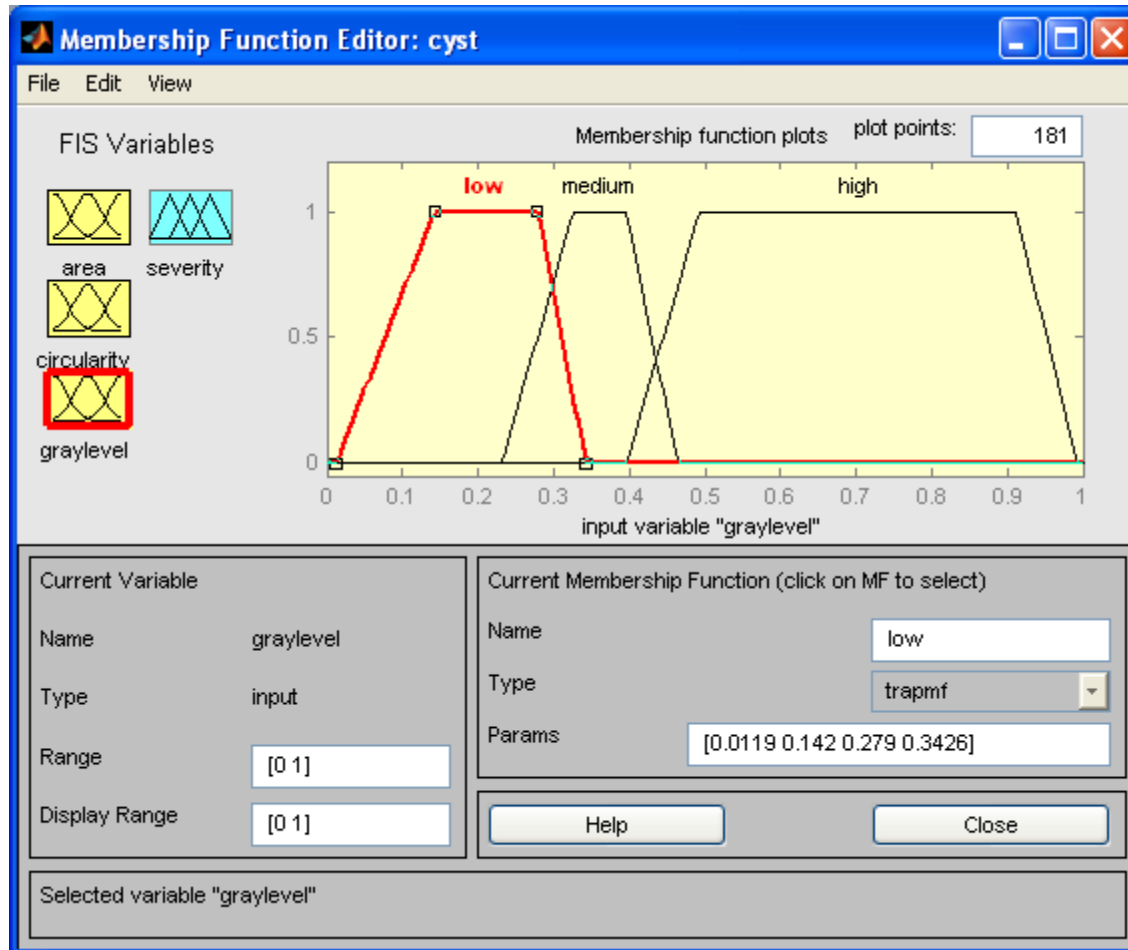 Membership Function Editor: cyst
File Edit View
FIS Variables
Membership function plots plot points: 181
area severity
circularity
graylevel
low medium high
1
0.5
0
0 0.1 0.2 0.3 0.4 0.5 0.6 0.7 0.8 0.9 1
input variable "graylevel"
Current Variable
Name graylevel
Type input
Range [0 1]
Display Range [0 1]
Current Membership Function (click on MF to select)
Name low
Type trapmf
Params [0.0119 0.142 0.279 0.3426]
Help Close
Selected variable "graylevel"